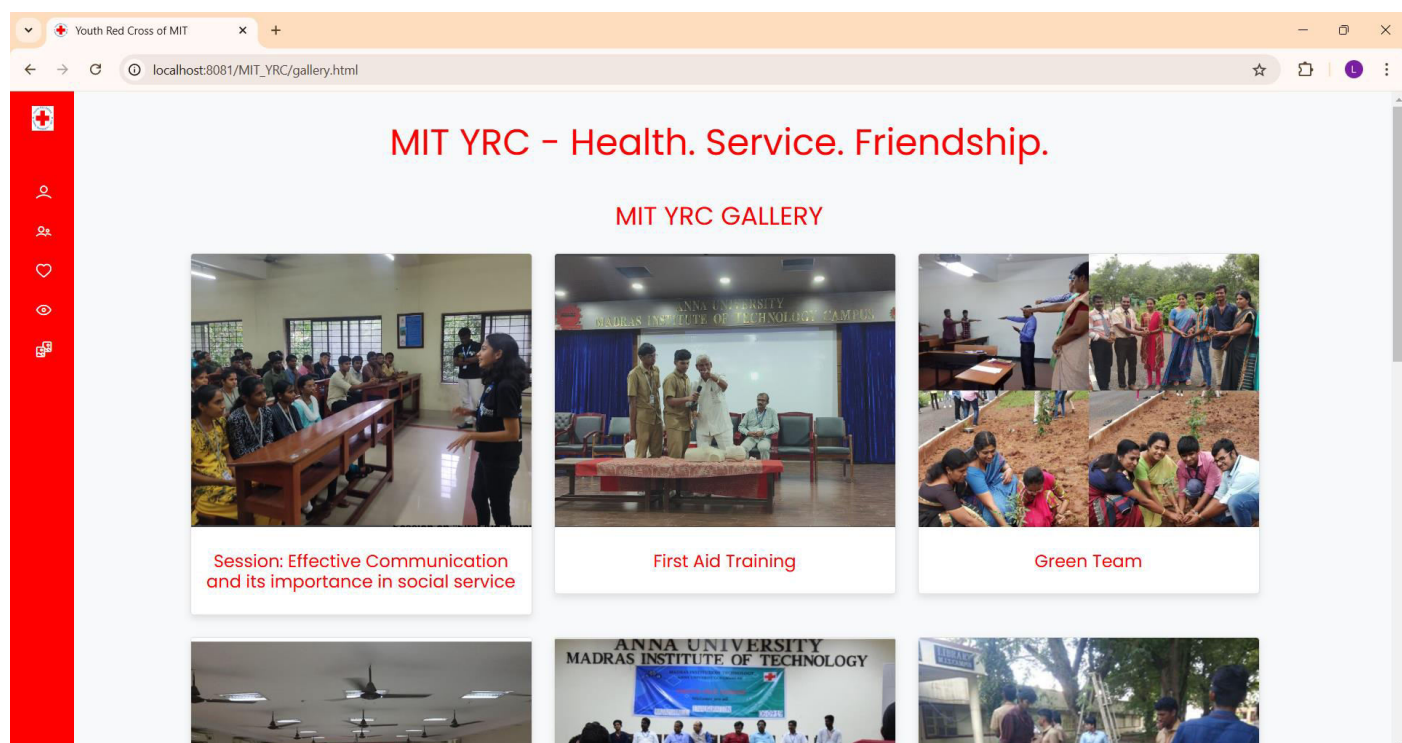 Youth Red Cross of MIT
localhost:8081/MIT_YRC/gallery.html
L
MIT YRC - Health. Service. Friendship.
MIT YRC GALLERY
ANNA UNIVERSITY
MADRAS INSTITUTE OF TECHNOLOGY CAMPUS
Session: Effective Communication
and its importance in social service
First Aid Training
Green Team
ANNA UNIVERSITY
MADRAS INSTITUTE OF TECHNOLOGY
LIBRARY